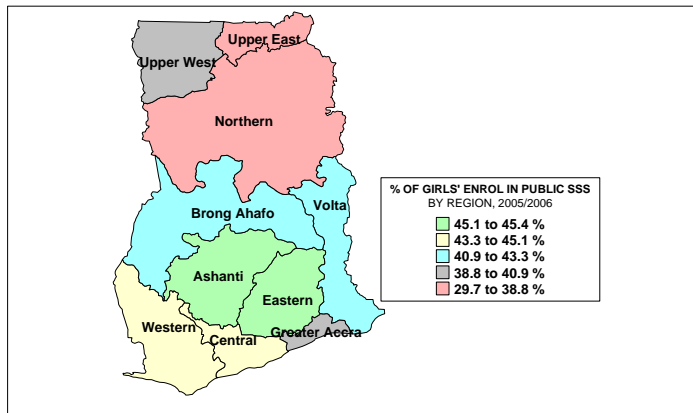 Upper East
Upper West
Northern
Volta
Brong Ahafo
Ashanti
Eastern
Western
Central
Greater Accra
% OF GIRLS' ENROL IN PUBLIC SSS
BY REGION, 2005/2006
45.1 to 45.4 %
43.3 to 45.1 %
40.9 to 43.3 %
38.8 to 40.9 %
29.7 to 38.8 %